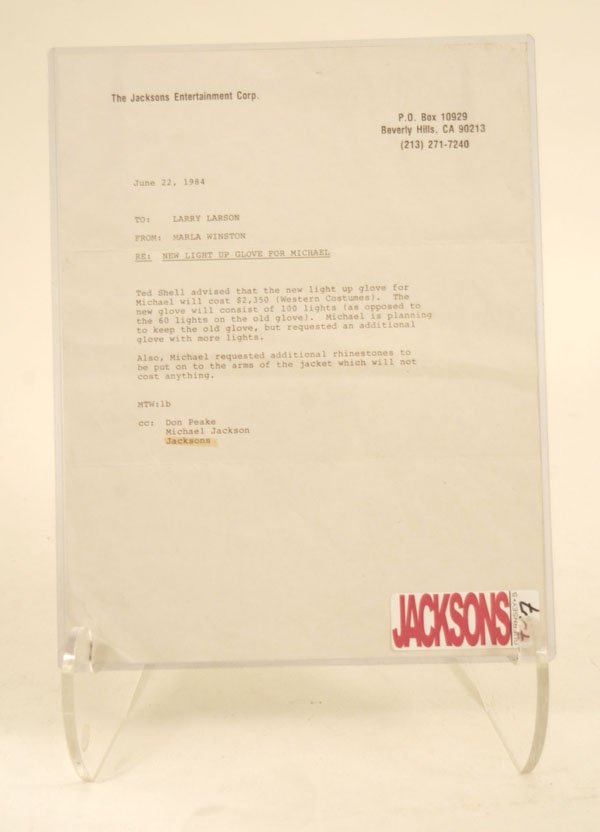 The Jacksons Entertainment Corp.
P.O. Box 10929
Beverly Hills, CA 90213
(213) 271-7240
June 22, 1984
TO: LARRY LARSON
FROM: MARLA WINSTON
RE: NEW LIGHT UP GLOVE FOR MICHAEL
Ted Shell advised that the new light up glove for
Michael will cost $2,350 (Western Costumes). The
new glove will consist of 100 lights (as opposed to
the 60 lights on the old glove). Michael is planning
to keep the old glove, but requested an additional
glove with more lights.
Also, Michael requested additional rhinestones to
be put on to the arms of the jacket which will not
cost anything.
MTW:lb
cc: Don Peake
Michael Jackson
Jacksons
JACKSONS
GUERNSEY'S